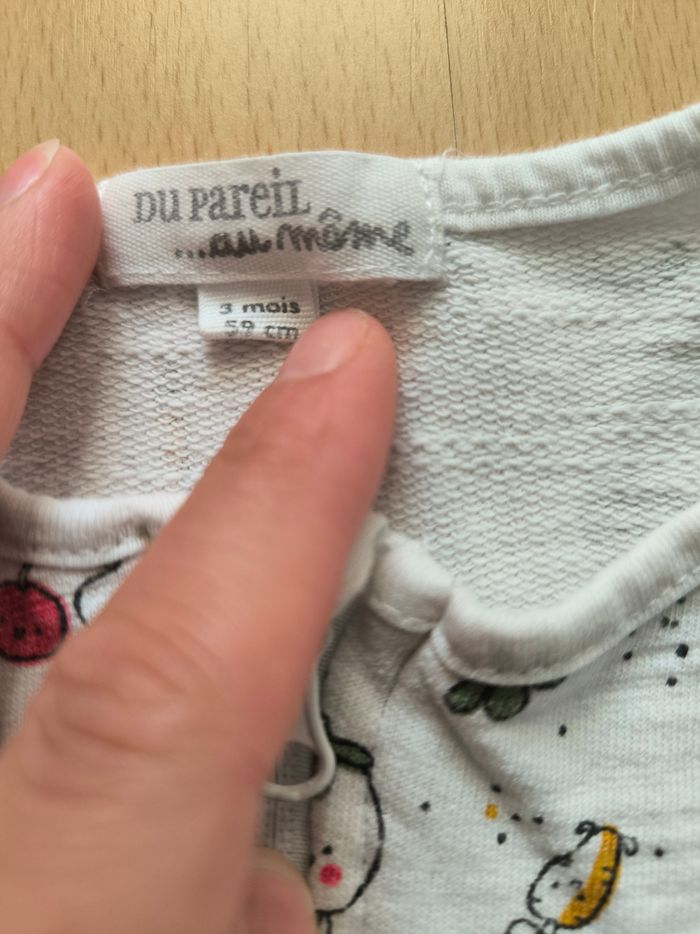 DU PAREIL
...au même
3 mois
59 cm